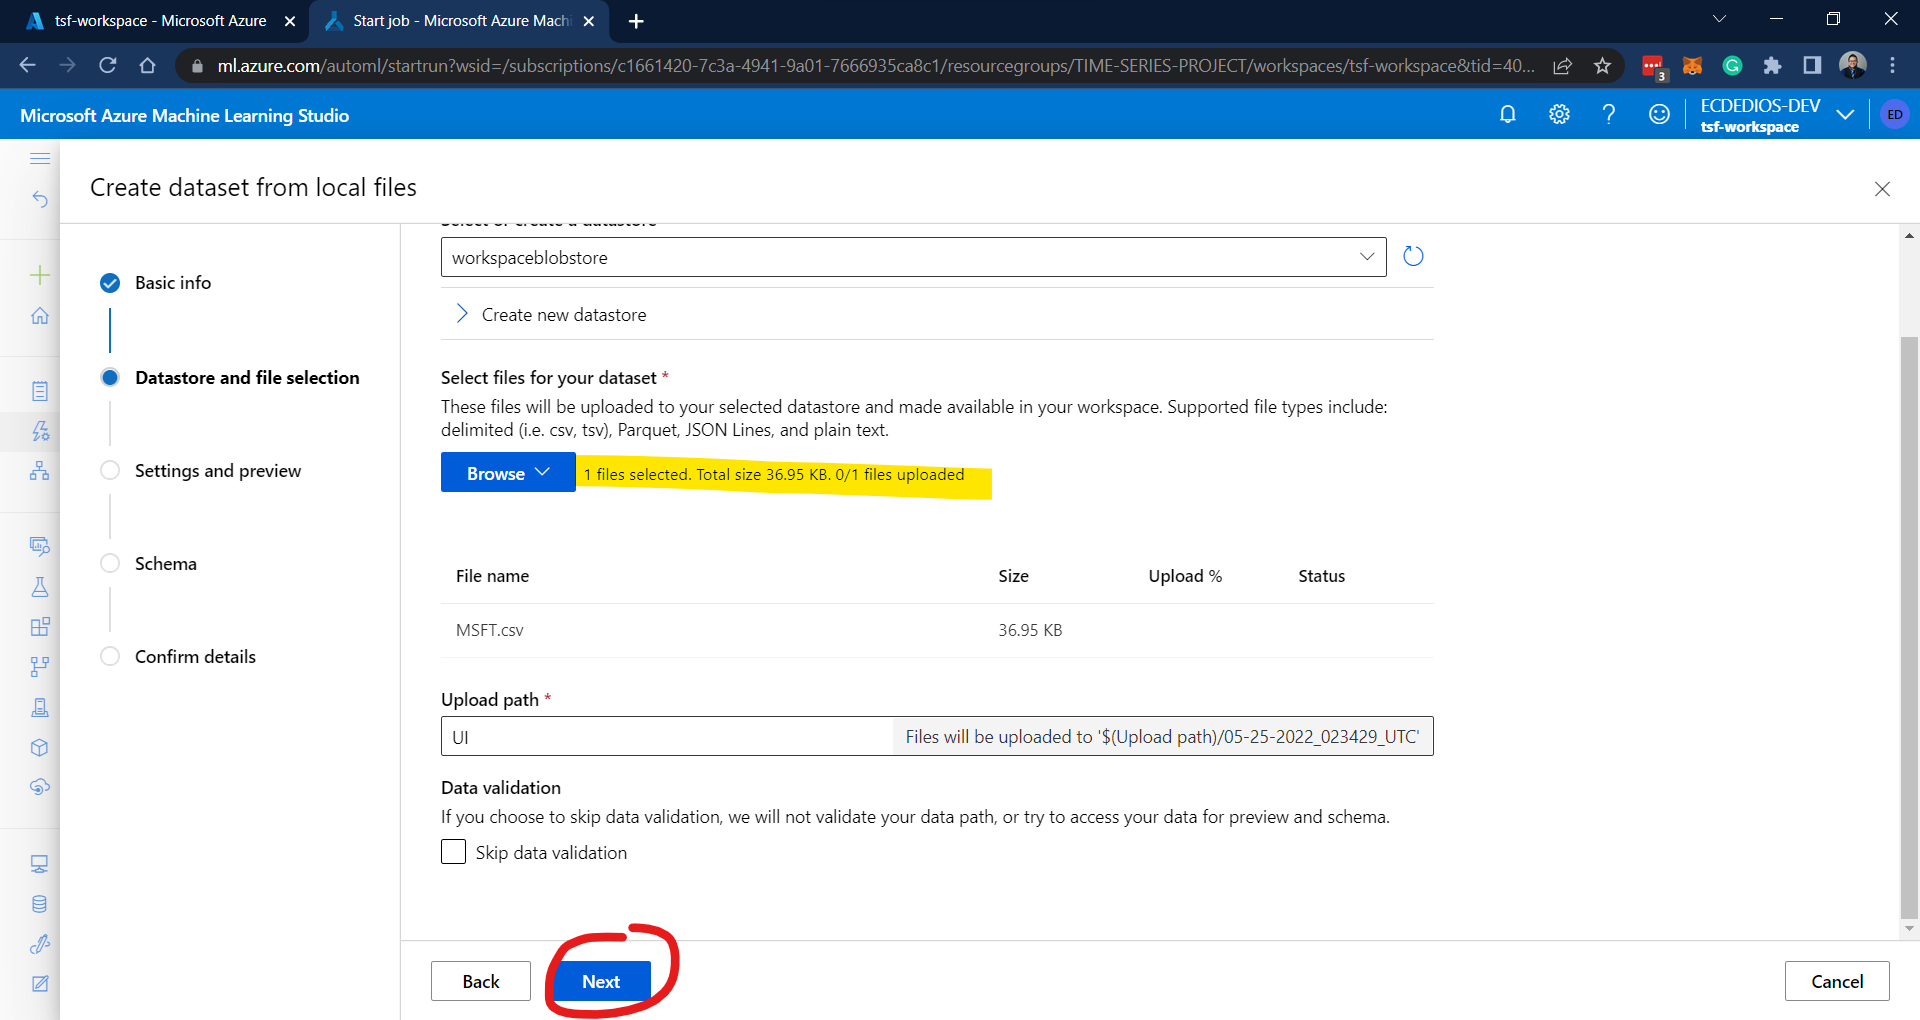 tsf-workspace - Microsoft Azure
Start job - Microsoft Azure Machi
ml.azure.com/automl/startrun?wsid=/subscriptions/c1661420-7c3a-4941-9a01-7666935ca8c1/resourcegroups/TIME-SERIES-PROJECT/workspaces/tsf-workspace&tid=40...
3
Microsoft Azure Machine Learning Studio
ECDEDIOS-DEV
tsf-workspace
ED
Create dataset from local files
Basic info
Datastore and file selection
Settings and preview
Schema
Confirm details
Select or create a datastore
workspaceblobstore
Create new datastore
Select files for your dataset *
These files will be uploaded to your selected datastore and made available in your workspace. Supported file types include:
delimited (i.e. csv, tsv), Parquet, JSON Lines, and plain text.
Browse
1 files selected. Total size 36.95 KB. 0/1 files uploaded
File name Size Upload % Status
MSFT.csv 36.95 KB
Upload path *
UI Files will be uploaded to '$(Upload path)/05-25-2022_023429_UTC'
Data validation
If you choose to skip data validation, we will not validate your data path, or try to access your data for preview and schema.
Skip data validation
Back Next Cancel